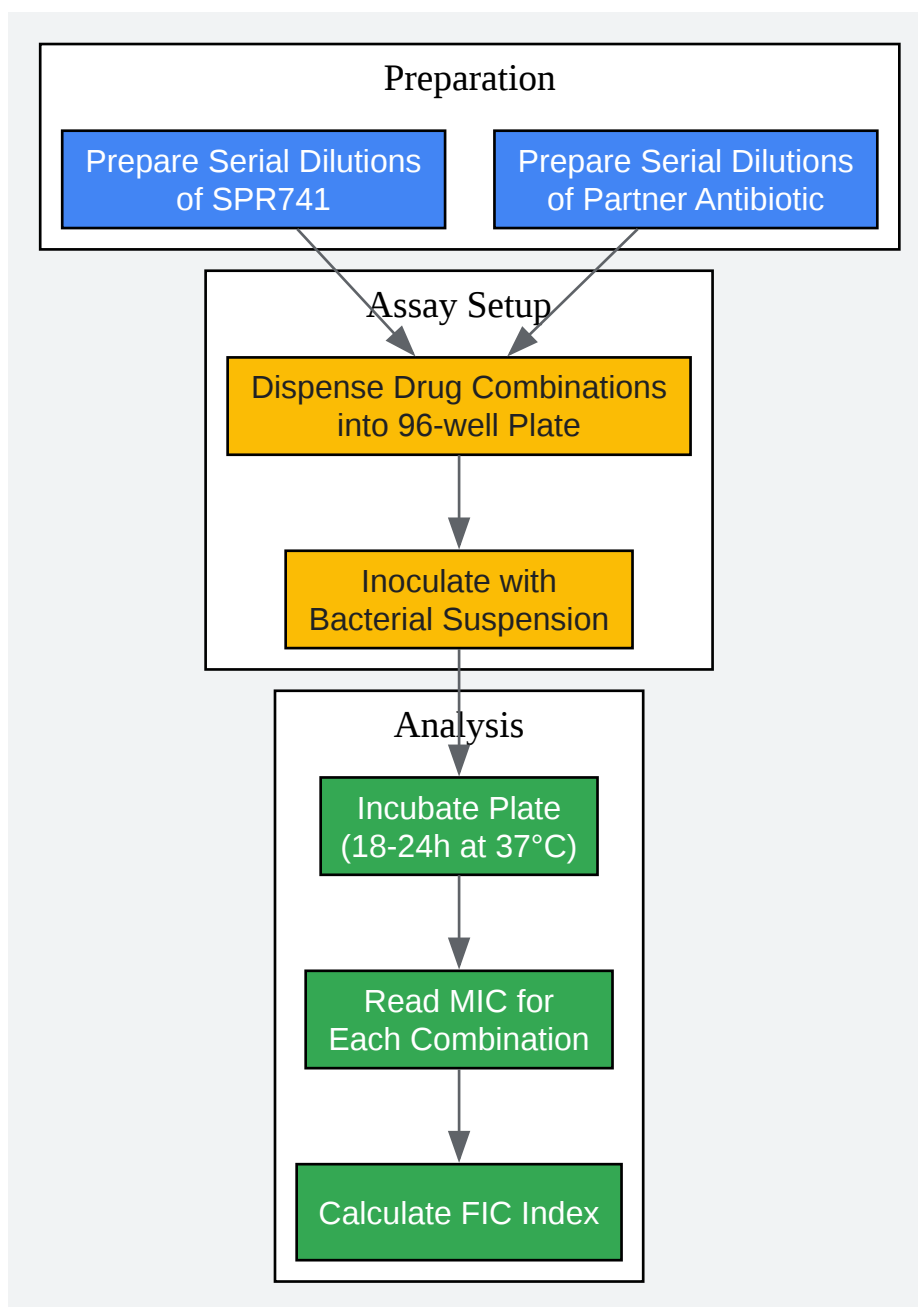 Preparation
Prepare Serial Dilutions
of SPR741
Prepare Serial Dilutions
of Partner Antibiotic
Assay Setup
Dispense Drug Combinations
into 96-well Plate
Inoculate with
Bacterial Suspension
Analysis
Incubate Plate
(18-24h at 37°C)
Read MIC for
Each Combination
Calculate FIC Index